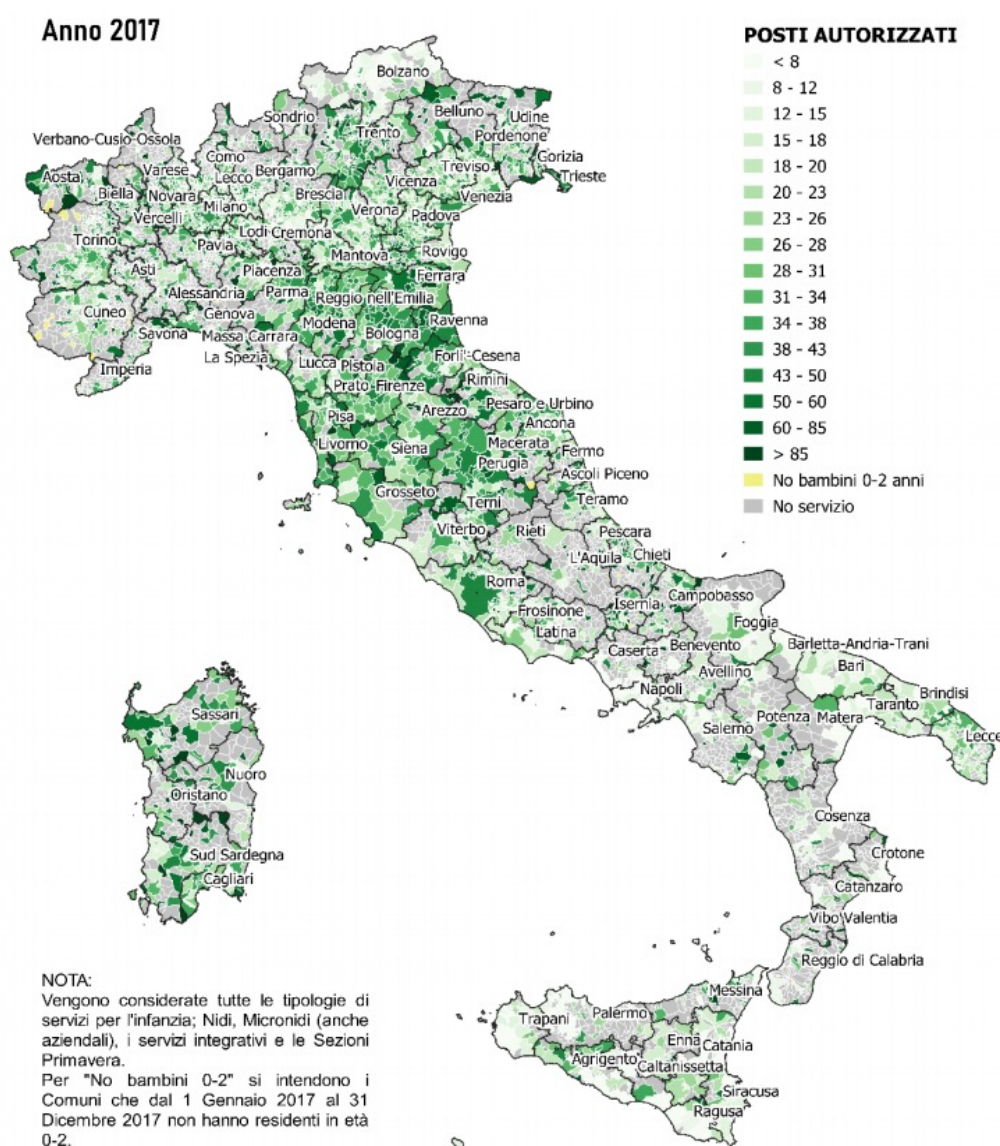 Anno 2017
POSTI AUTORIZZATI
< 8
8 - 12
12 - 15
15 - 18
18 - 20
20 - 23
23 - 26
26 - 28
28 - 31
31 - 34
34 - 38
38 - 43
43 - 50
50 - 60
60 - 85
> 85
No bambini 0-2 anni
No servizio
Bolzano
Sondrio
Belluno
Udine
Trento
Pordenone
Verbano-Cusio-Ossola
Como
Gorizia
Aosta
Varese
Lecco
Bergamo
Treviso
Trieste
Biella
Novara
Milano
Brescia
Vicenza
Venezia
Vercelli
Verona
Padova
Torino
Pavia
Lodi
Cremona
Mantova
Rovigo
Asti
Piacenza
Ferrara
Alessandria
Parma
Reggio nell'Emilia
Cuneo
Genova
Modena
Ravenna
Savona
Massa Carrara
Bologna
La Spezia
Forli'-Cesena
Imperia
Lucca
Pistoia
Rimini
Prato
Firenze
Pisa
Arezzo
Pesaro e Urbino
Ancona
Livorno
Siena
Macerata
Fermo
Perugia
Ascoli Piceno
Grosseto
Terni
Teramo
Viterbo
Rieti
Pescara
L'Aquila
Chieti
Roma
Isernia
Campobasso
Frosinone
Foggia
Latina
Caserta
Benevento
Barletta-Andria-Trani
Avellino
Bari
Napoli
Brindisi
Taranto
Salerno
Potenza
Matera
Lecce
Sassari
Nuoro
Oristano
Cosenza
Sud Sardegna
Crotone
Cagliari
Catanzaro
Vibo Valentia
Reggio di Calabria
Messina
Trapani
Palermo
Enna
Catania
Agrigento
Caltanissetta
Siracusa
Ragusa
NOTA:
Vengono considerate tutte le tipologie di
servizi per l'infanzia; Nidi, Micronidi (anche
aziendali), i servizi integrativi e le Sezioni
Primavera.
Per "No bambini 0-2" si intendono i
Comuni che dal 1 Gennaio 2017 al 31
Dicembre 2017 non hanno residenti in età
0-2.